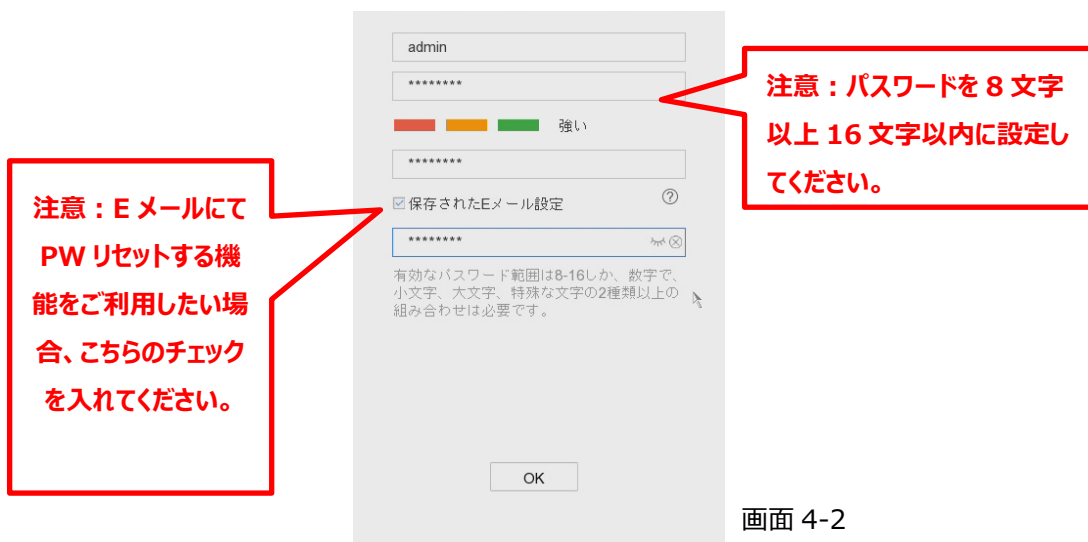 admin
********
強い
********
保存されたEメール設定
********
有効なパスワード範囲は8-16しか、数字で、
小文字、大文字、特殊な文字の2種類以上の
組み合わせは必要です。
OK
注意：パスワードを 8 文字
以上 16 文字以内に設定し
てください。
注意：E メールにて
PW リセットする機
能をご利用したい場
合、こちらのチェック
を入れてください。
画面 4-2